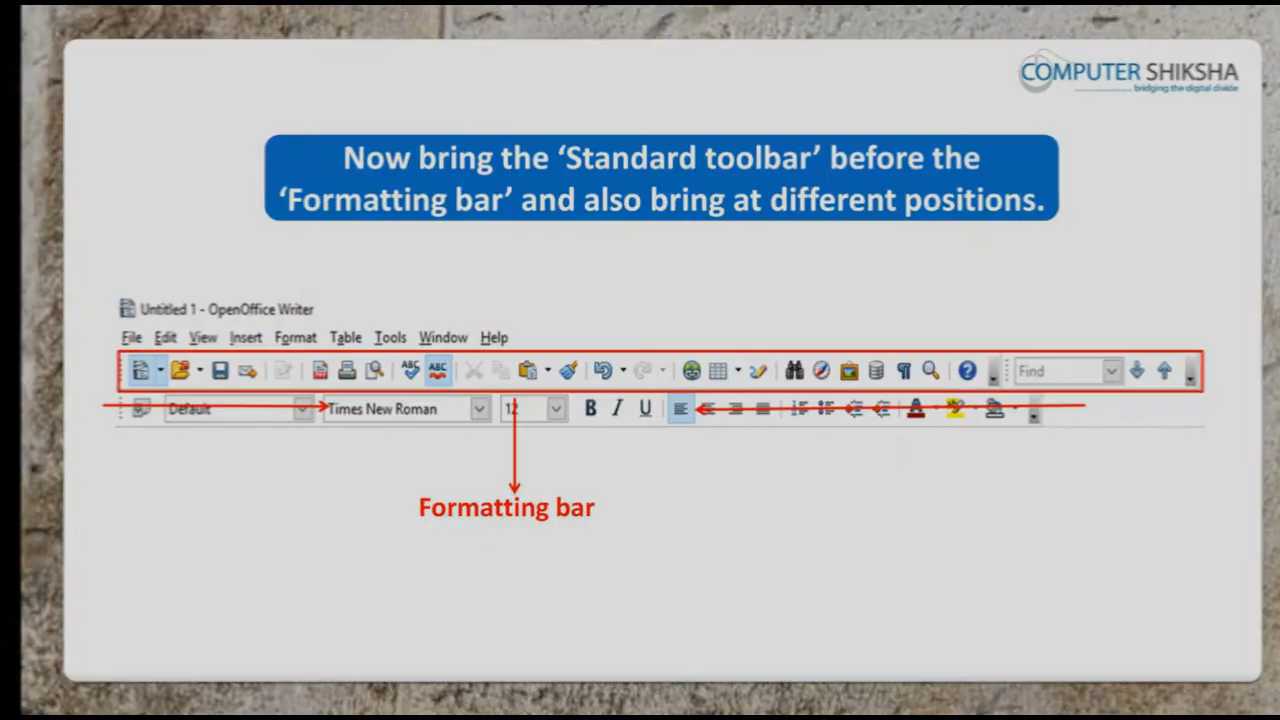 COMPUTER SHIKSHA
bridging the digital divide
Now bring the ‘Standard toolbar’ before the
‘Formatting bar’ and also bring at different positions.
Untitled 1 - OpenOffice Writer
File Edit View Insert Format Table Tools Window Help
ABC ABC Find
Default Times New Roman 12 B I U A
Formatting bar